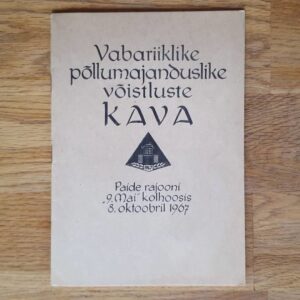 Vabariiklike
põllumajanduslike
võistluste
KAVA
Paide rajooni
„9. Mai" kolhoosis
8. oktoobril 1967